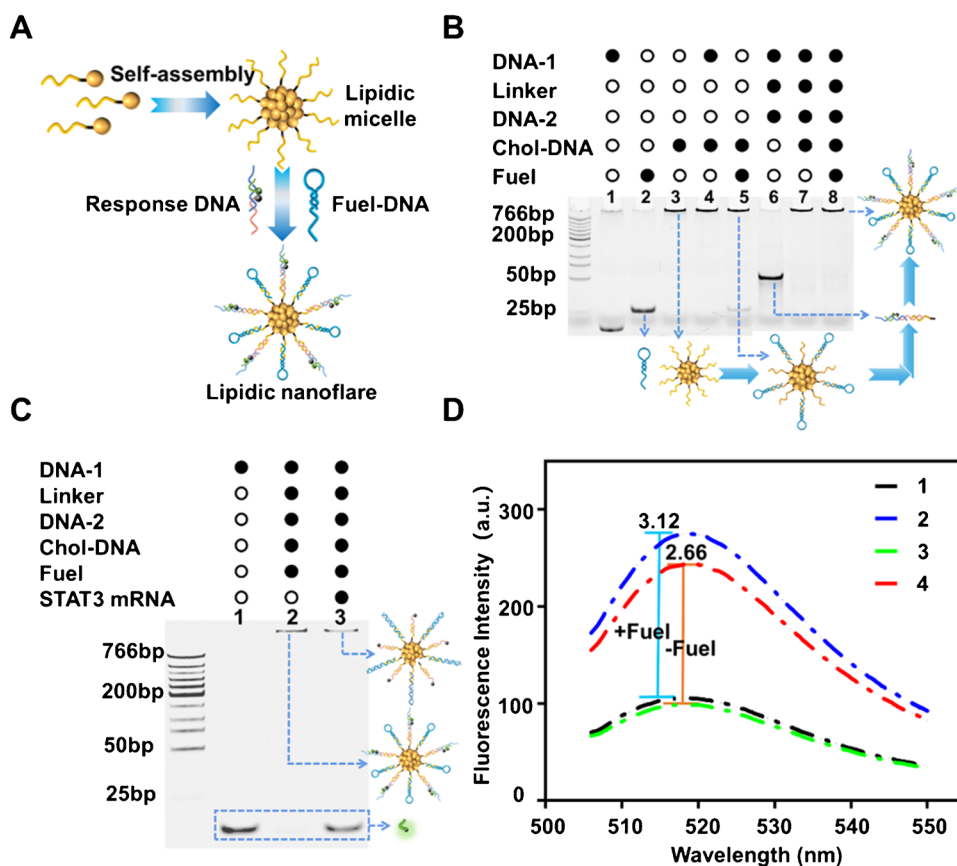 A
Self-assembly
Lipidic
micelle
Response DNA
Fuel-DNA
Lipidic nanoflare
B
DNA-1
Linker
DNA-2
Chol-DNA
Fuel
1 2 3 4 5 6 7 8
766bp
200bp
50bp
25bp
C
DNA-1
Linker
DNA-2
Chol-DNA
Fuel
STAT3 mRNA
1 2 3
766bp
200bp
50bp
25bp
D
Fluorescence Intensity (a.u.)
300
200
100
0
3.12
2.66
+Fuel
-Fuel
1
2
3
4
500 510 520 530 540 550
Wavelength (nm)